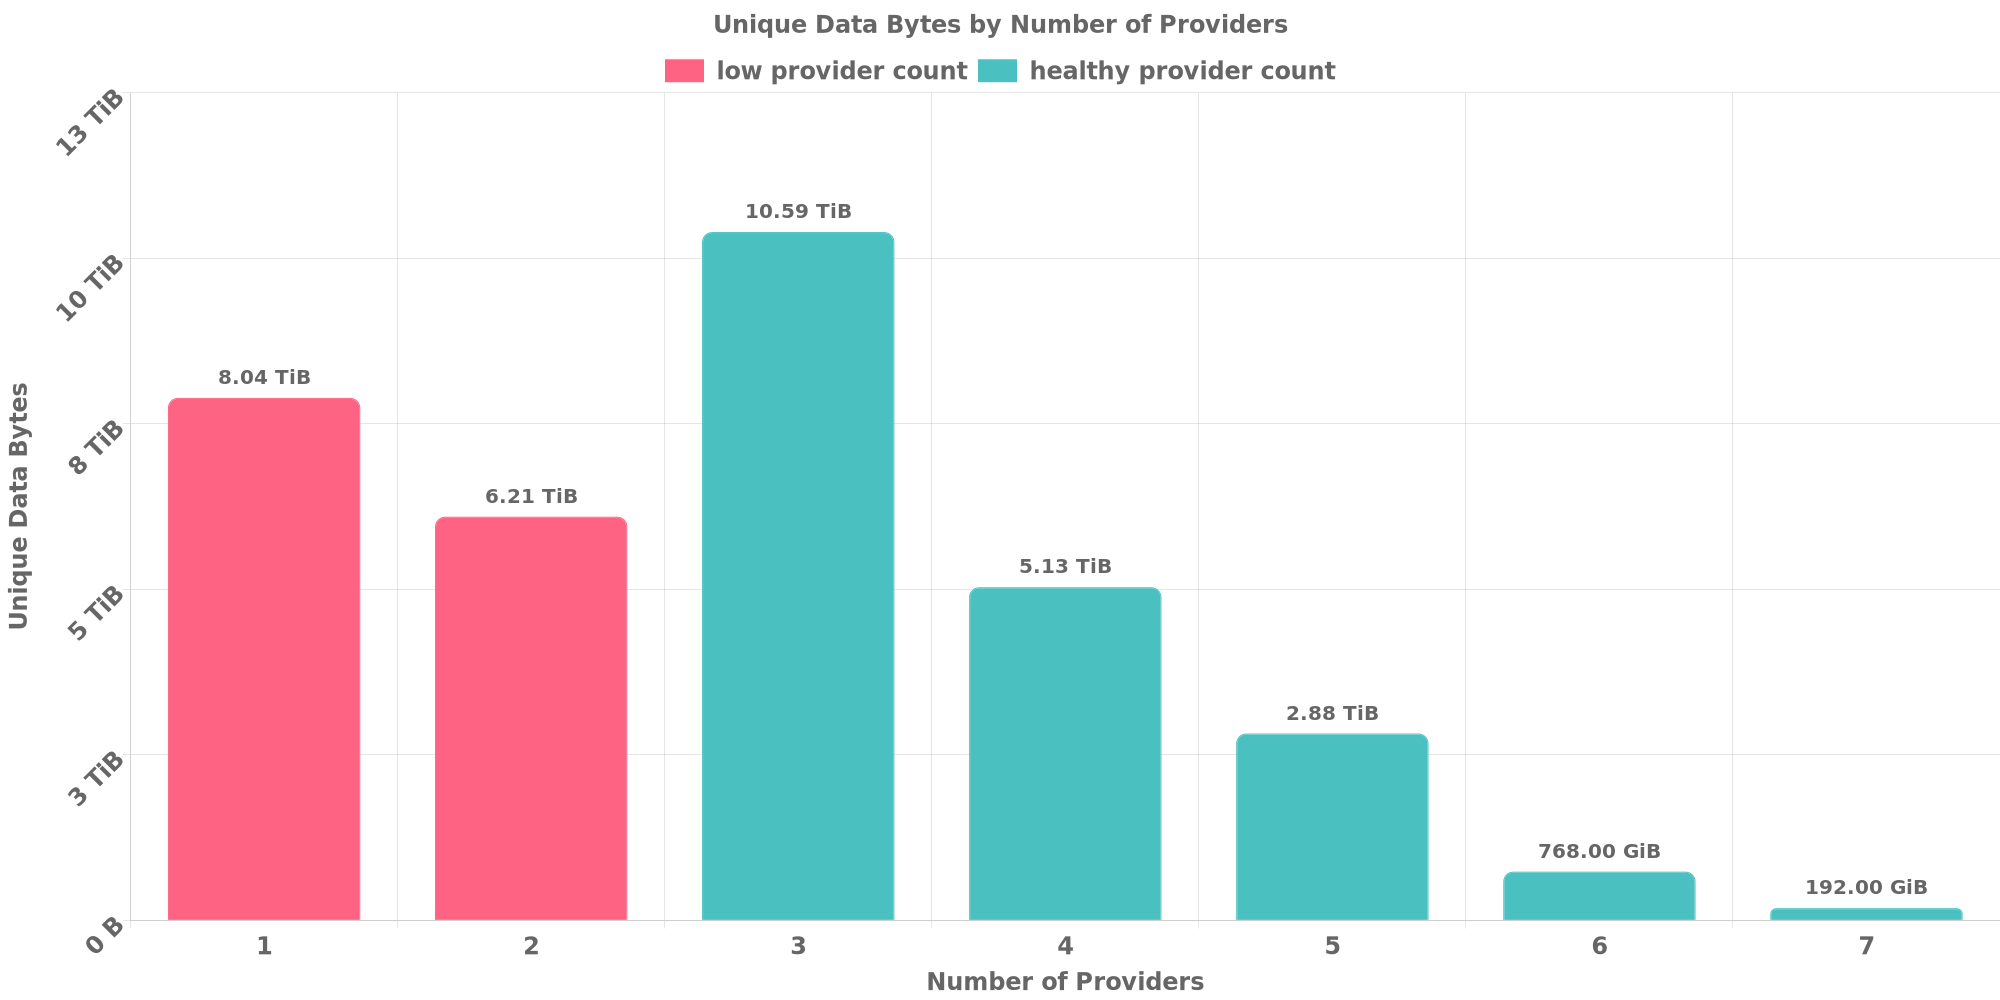 Unique Data Bytes by Number of Providers
low provider count healthy provider count
13 TiB
10 TiB
8 TiB
5 TiB
3 TiB
0 B
Unique Data Bytes
8.04 TiB
6.21 TiB
10.59 TiB
5.13 TiB
2.88 TiB
768.00 GiB
192.00 GiB
1 2 3 4 5 6 7
Number of Providers